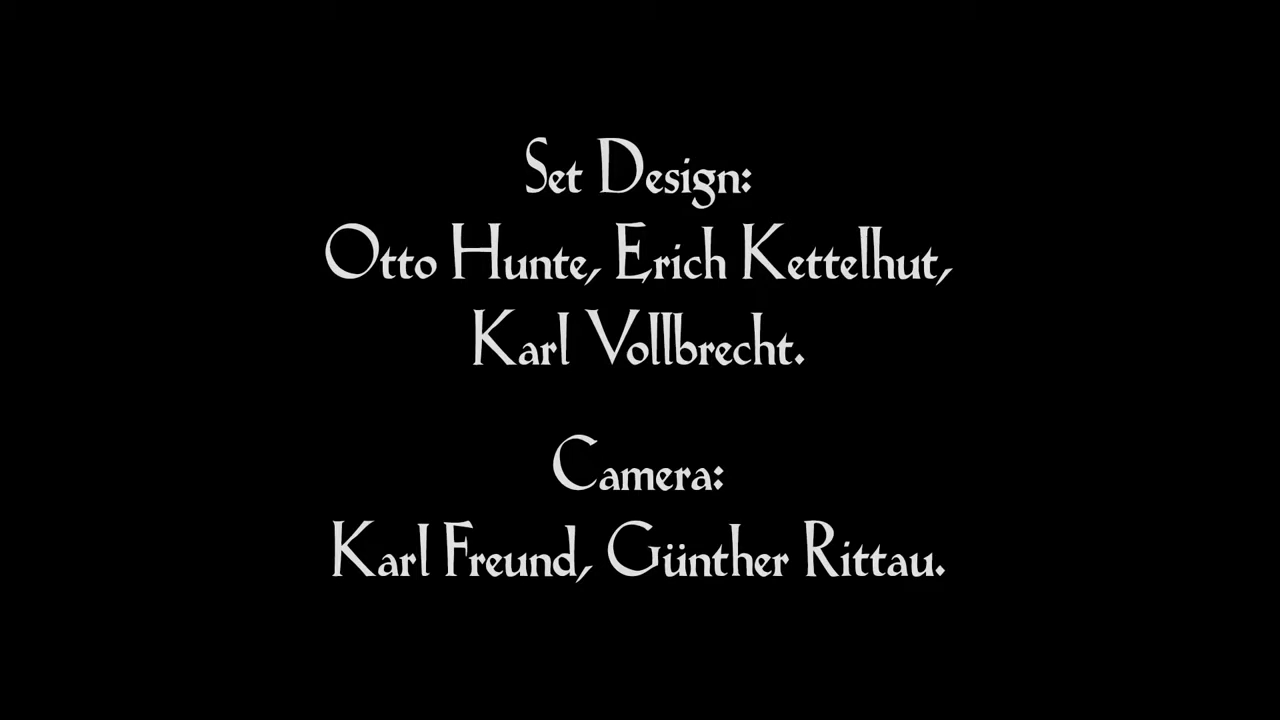 Set Design:
Otto Hunte, Erich Kettelhut,
Karl Vollbrecht.
Camera:
Karl Freund, Günther Rittau.